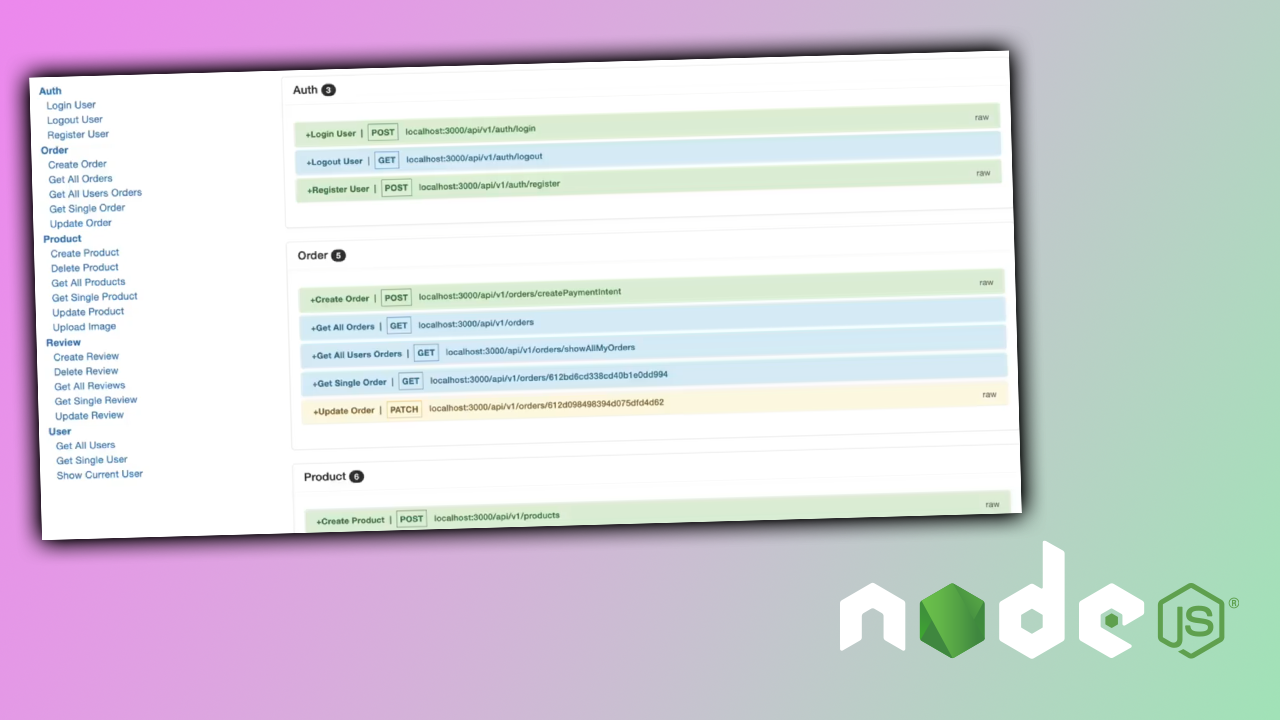 Auth
Login User
Logout User
Register User
Order
Create Order
Get All Orders
Get All Users Orders
Get Single Order
Update Order
Product
Create Product
Delete Product
Get All Products
Get Single Product
Update Product
Upload Image
Review
Create Review
Delete Review
Get All Reviews
Get Single Review
Update Review
User
Get All Users
Get Single User
Show Current User
Auth 3
+Login User | POST localhost:3000/api/v1/auth/login raw
+Logout User | GET localhost:3000/api/v1/auth/logout
+Register User | POST localhost:3000/api/v1/auth/register raw
Order 5
+Create Order | POST localhost:3000/api/v1/orders/createPaymentIntent raw
+Get All Orders | GET localhost:3000/api/v1/orders
+Get All Users Orders | GET localhost:3000/api/v1/orders/showAllMyOrders
+Get Single Order | GET localhost:3000/api/v1/orders/612bd6cd338cd40b1e0dd994
+Update Order | PATCH localhost:3000/api/v1/orders/612d098498394d075dfd4d62 raw
Product 6
+Create Product | POST localhost:3000/api/v1/products raw
node JS ®